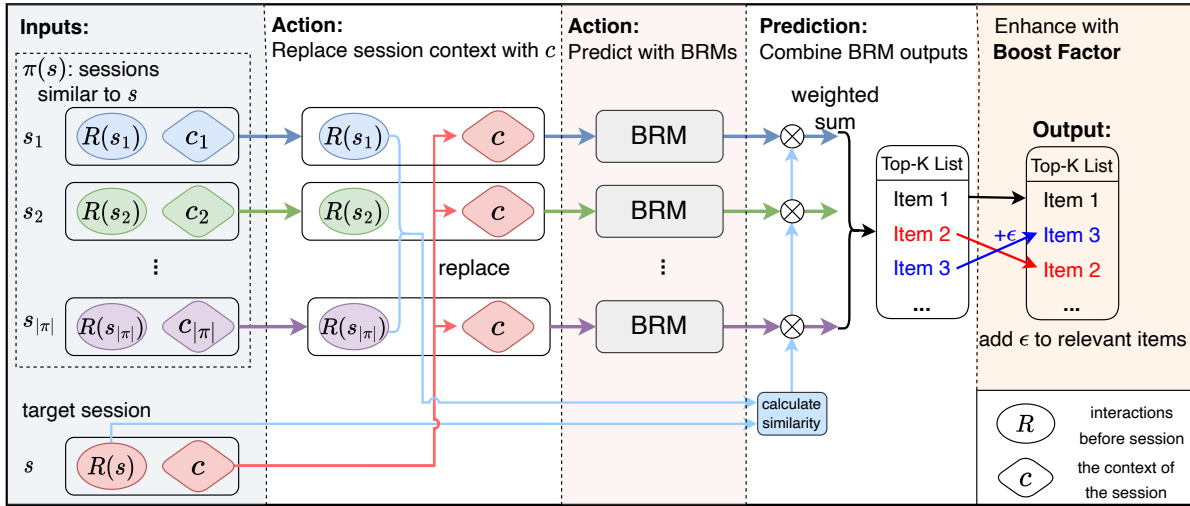 Inputs:
π(s): sessions
similar to s
s₁
R(s₁)
c₁
s₂
R(s₂)
c₂
...
s|π|
R(s|π|)
c|π|
target session
s
R(s)
c
Action:
Replace session context with c
R(s₁)
c
R(s₂)
c
replace
R(s|π|)
c
Action:
Predict with BRMs
BRM
BRM
...
BRM
Prediction:
Combine BRM outputs
weighted
sum
calculate
similarity
Top-K List
Item 1
Item 2
Item 3
...
Enhance with
Boost Factor
Output:
Top-K List
Item 1
+ϵ
Item 3
Item 2
...
add ϵ to relevant items
R
interactions
before session
c
the context of
the session